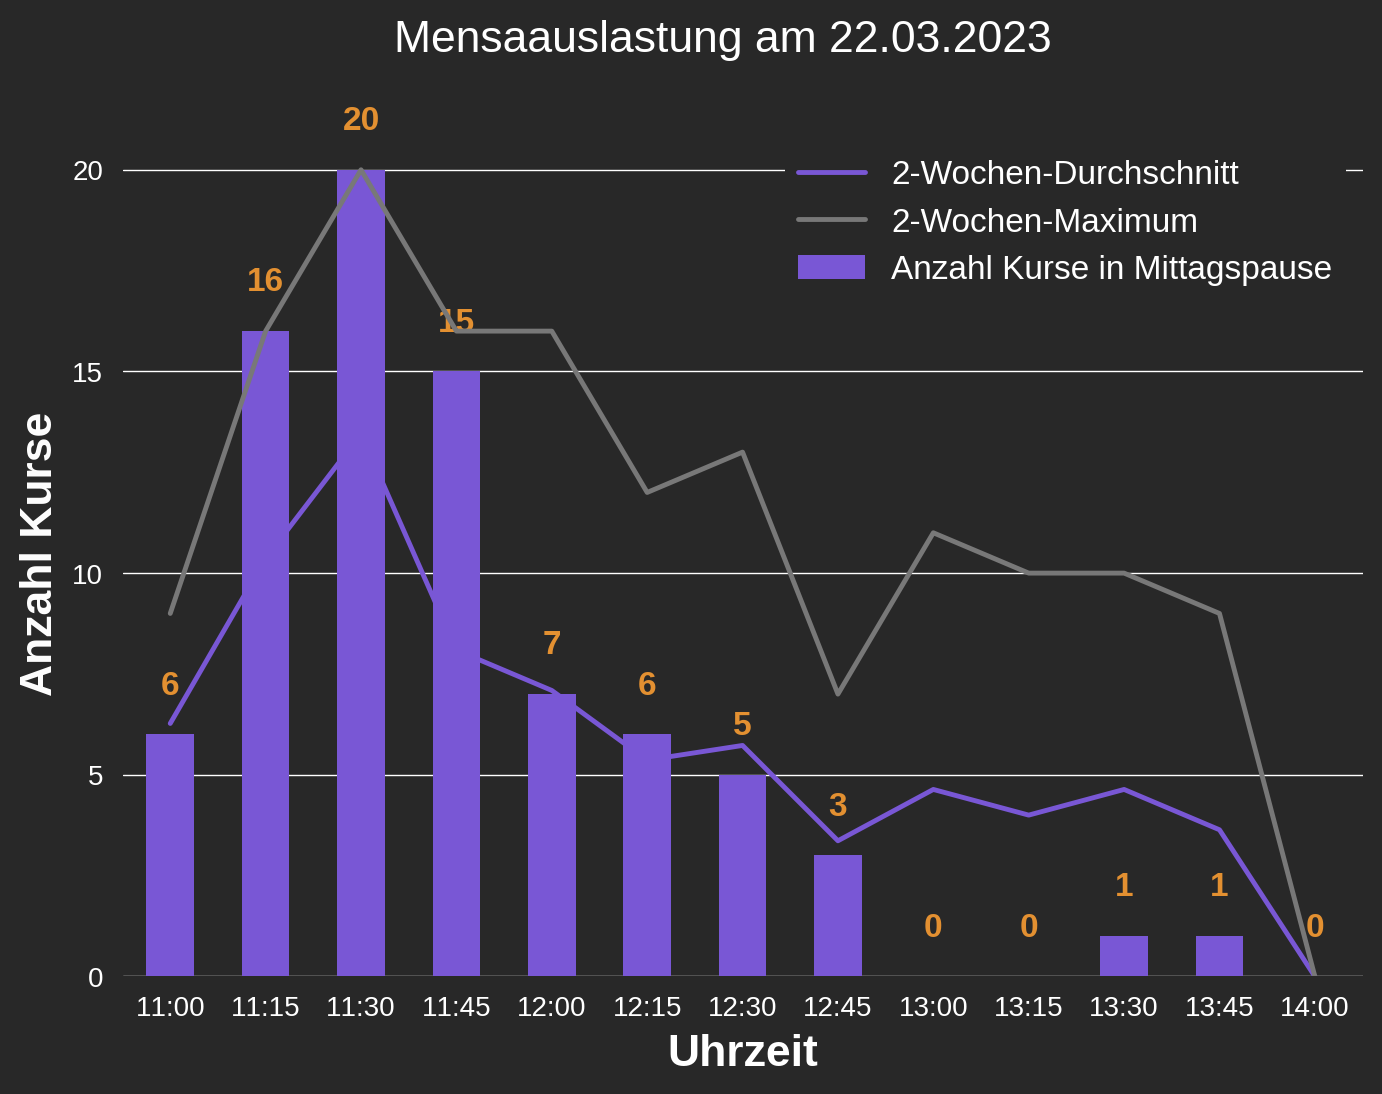 Mensaauslastung am 22.03.2023
20
20
2-Wochen-Durchschnitt
2-Wochen-Maximum
Anzahl Kurse in Mittagspause
16
15
15
10
7
6
6
5
5
3
1
1
0
0
0
0
Anzahl Kurse
11:00 11:15 11:30 11:45 12:00 12:15 12:30 12:45 13:00 13:15 13:30 13:45 14:00
Uhrzeit